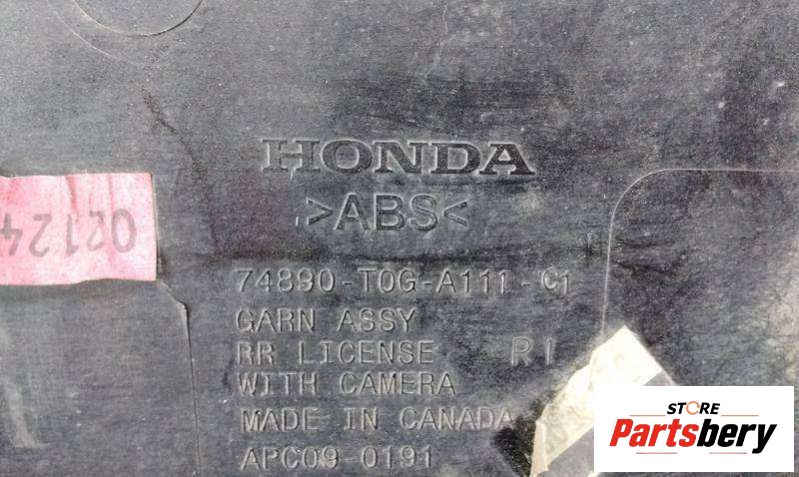 HONDA
>ABS<
74890-T0G-A111-C1
GARN ASSY
RR LICENSE R1
WITH CAMERA
MADE IN CANADA
APC09-0191
02124
STORE
Partsbery